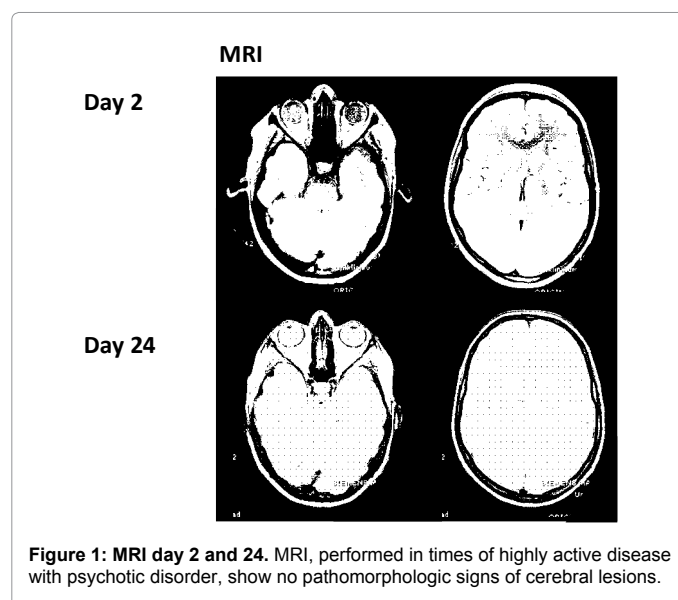 MRI
Day 2
Day 24
Figure 1: MRI day 2 and 24. MRI, performed in times of highly active disease
with psychotic disorder, show no pathomorphologic signs of cerebral lesions.